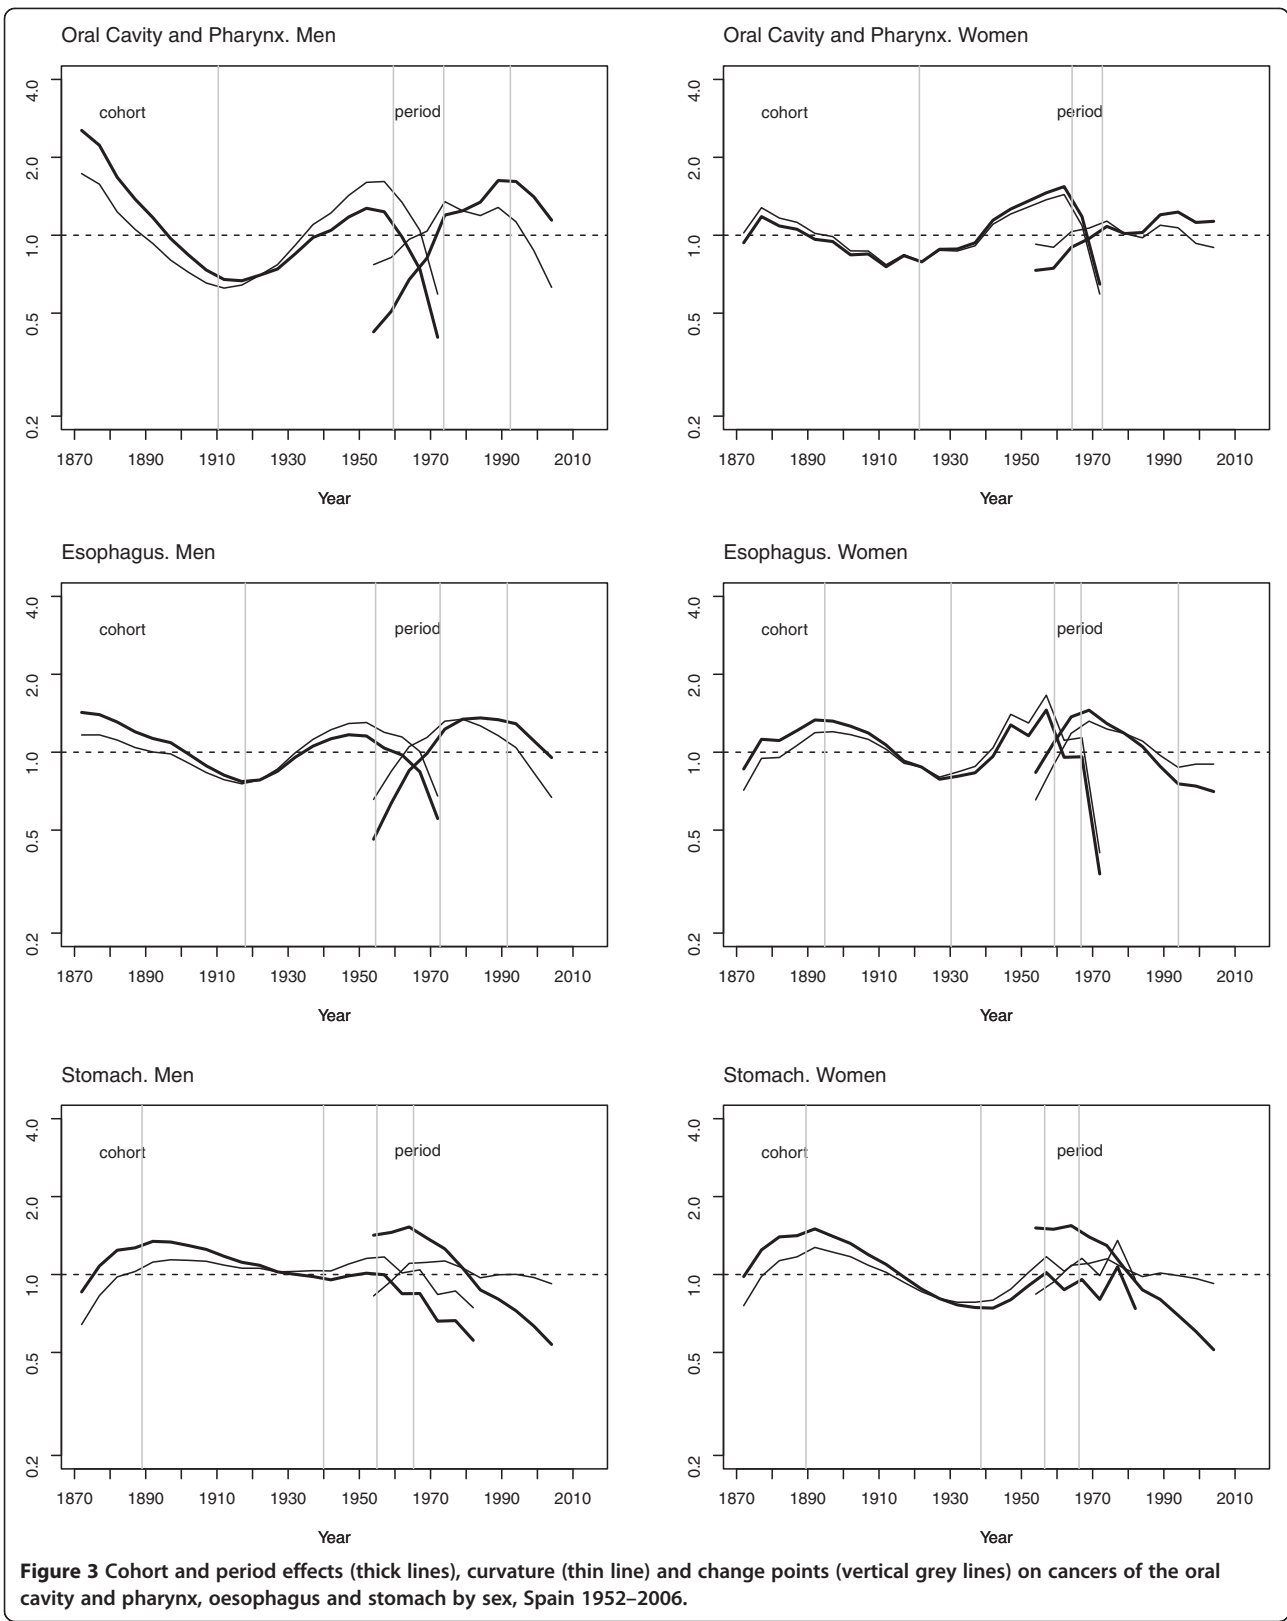 Oral Cavity and Pharynx. Men
4.0
2.0
1.0
0.5
0.2
cohort
period
1870 1890 1910 1930 1950 1970 1990 2010
Year
Oral Cavity and Pharynx. Women
4.0
2.0
1.0
0.5
0.2
cohort
period
1870 1890 1910 1930 1950 1970 1990 2010
Year
Esophagus. Men
4.0
2.0
1.0
0.5
0.2
cohort
period
1870 1890 1910 1930 1950 1970 1990 2010
Year
Esophagus. Women
4.0
2.0
1.0
0.5
0.2
cohort
period
1870 1890 1910 1930 1950 1970 1990 2010
Year
Stomach. Men
4.0
2.0
1.0
0.5
0.2
cohort
period
1870 1890 1910 1930 1950 1970 1990 2010
Year
Stomach. Women
4.0
2.0
1.0
0.5
0.2
cohort
period
1870 1890 1910 1930 1950 1970 1990 2010
Year
Figure 3 Cohort and period effects (thick lines), curvature (thin line) and change points (vertical grey lines) on cancers of the oral
cavity and pharynx, oesophagus and stomach by sex, Spain 1952–2006.